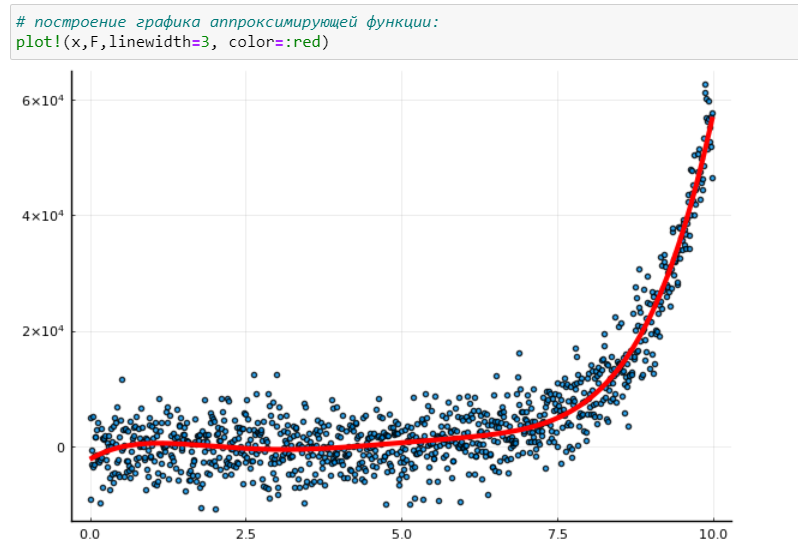 # построение графика аппроксимирующей функции:
plot!(x,F,linewidth=3, color=:red)
6×10⁴
4×10⁴
2×10⁴
0
0.0 2.5 5.0 7.5 10.0